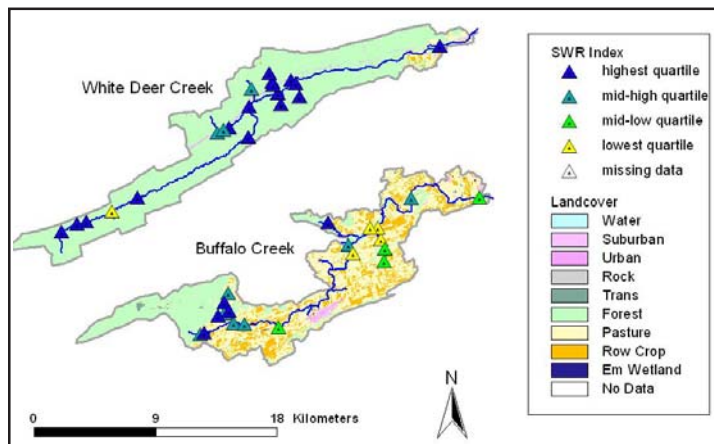 White Deer Creek
Buffalo Creek
SWR Index
highest quartile
mid-high quartile
mid-low quartile
lowest quartile
missing data
Landcover
Water
Suburban
Urban
Rock
Trans
Forest
Pasture
Row Crop
Em Wetland
No Data
N
0 9 18 Kilometers